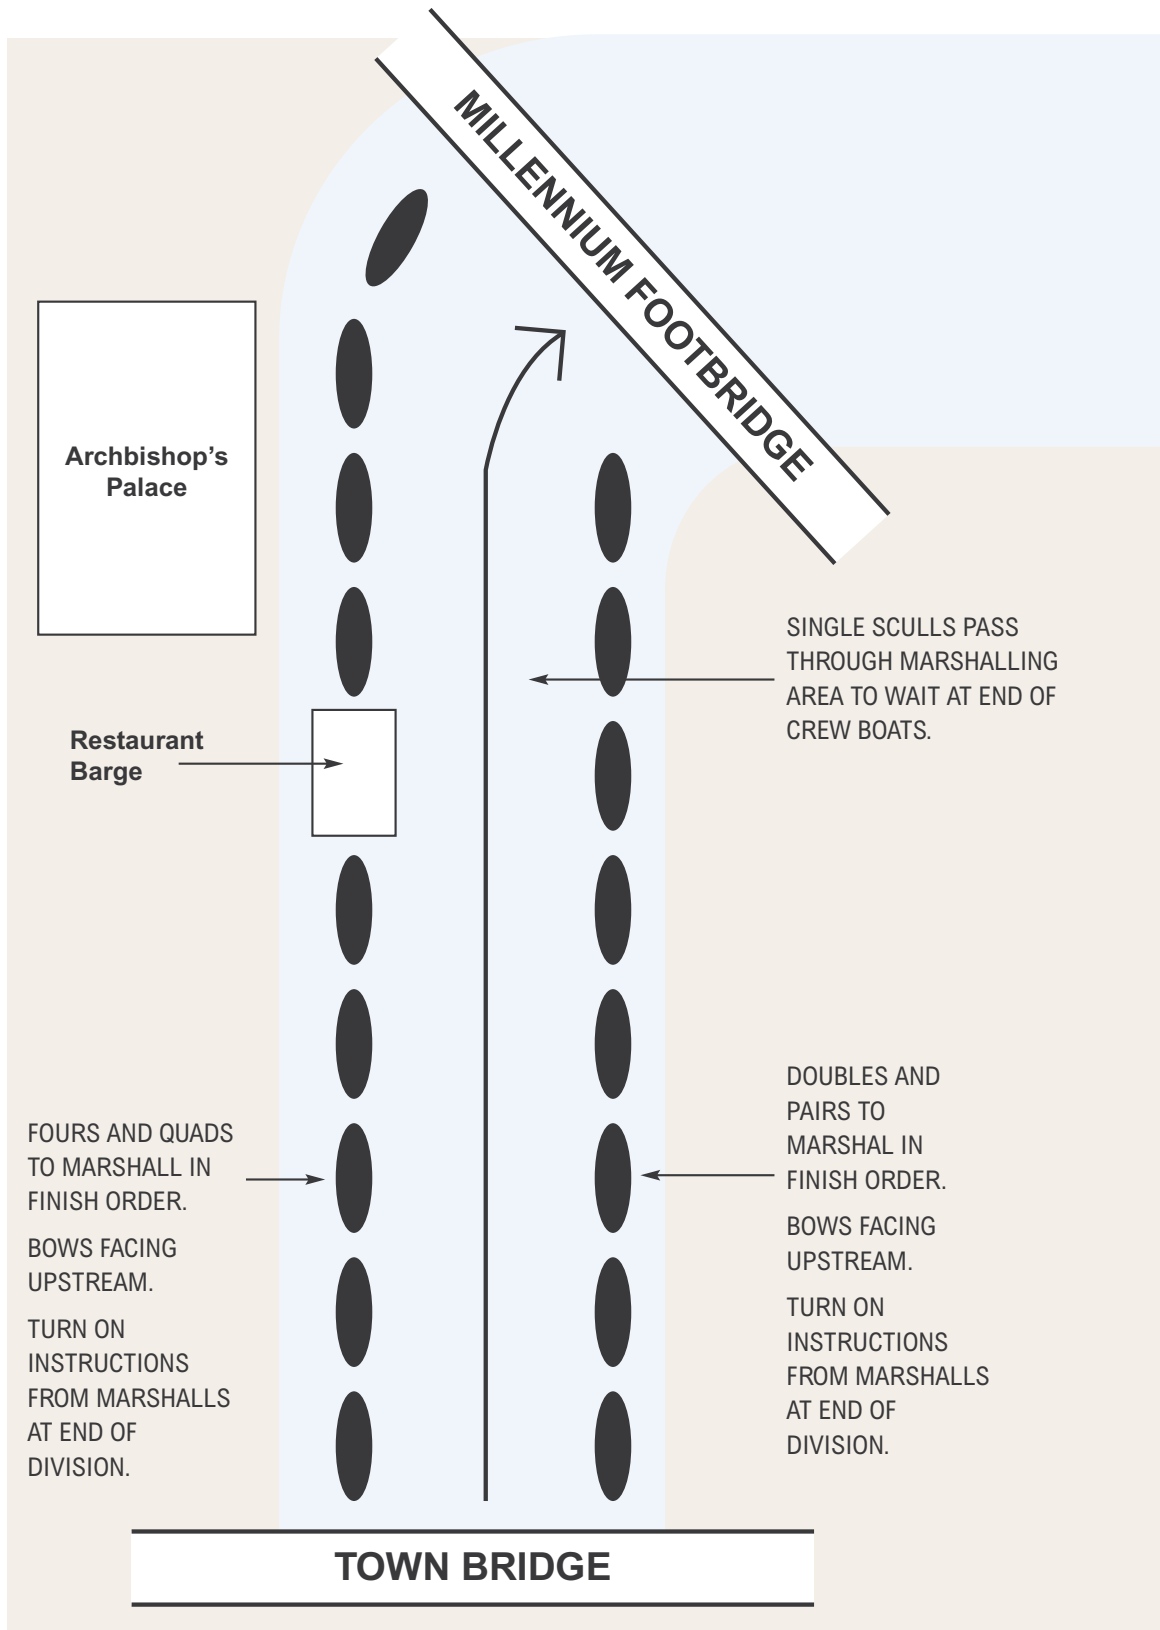 MILLENNIUM FOOTBRIDGE
Archbishop’s
Palace
SINGLE SCULLS PASS
THROUGH MARSHALLING
AREA TO WAIT AT END OF
CREW BOATS.
Restaurant
Barge
DOUBLES AND
PAIRS TO
MARSHAL IN
FINISH ORDER.
BOWS FACING
UPSTREAM.
TURN ON
INSTRUCTIONS
FROM MARSHALLS
AT END OF
DIVISION.
FOURS AND QUADS
TO MARSHALL IN
FINISH ORDER.
BOWS FACING
UPSTREAM.
TURN ON
INSTRUCTIONS
FROM MARSHALLS
AT END OF
DIVISION.
TOWN BRIDGE